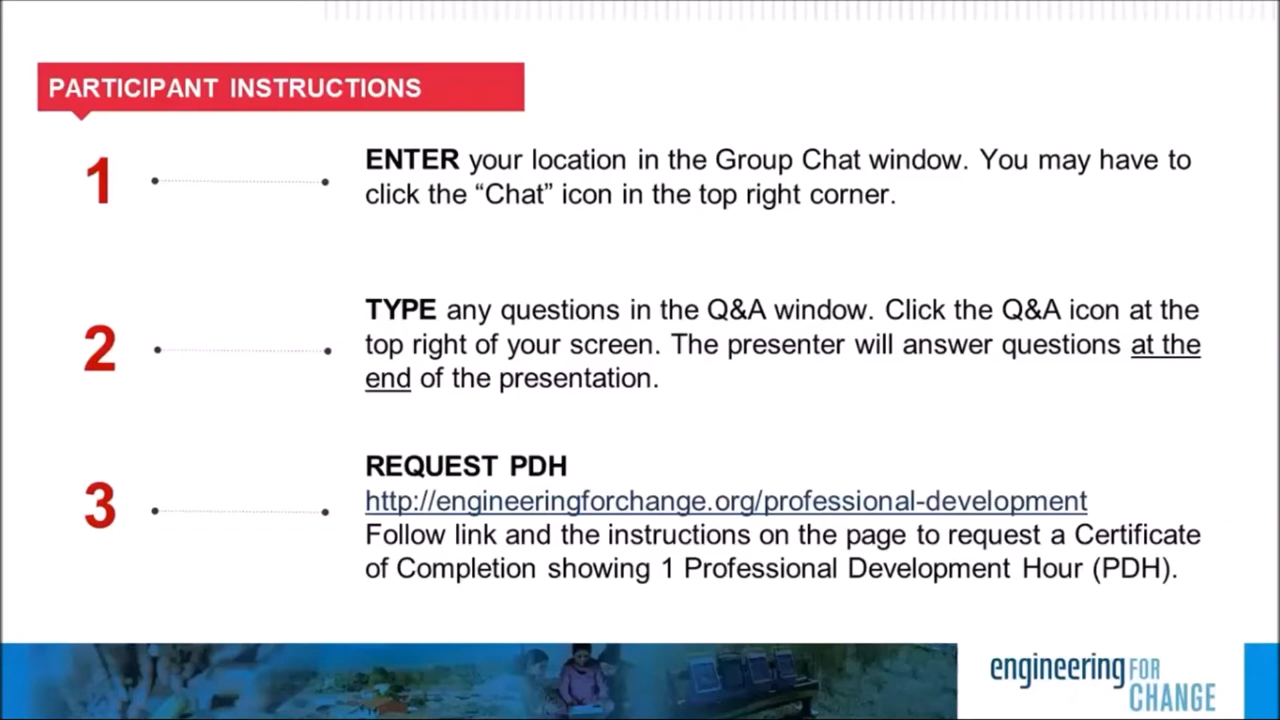 PARTICIPANT INSTRUCTIONS
1
ENTER your location in the Group Chat window. You may have to
click the “Chat” icon in the top right corner.
2
TYPE any questions in the Q&A window. Click the Q&A icon at the
top right of your screen. The presenter will answer questions at the
end of the presentation.
3
REQUEST PDH
http://engineeringforchange.org/professional-development
Follow link and the instructions on the page to request a Certificate
of Completion showing 1 Professional Development Hour (PDH).
engineering FOR
CHANGE